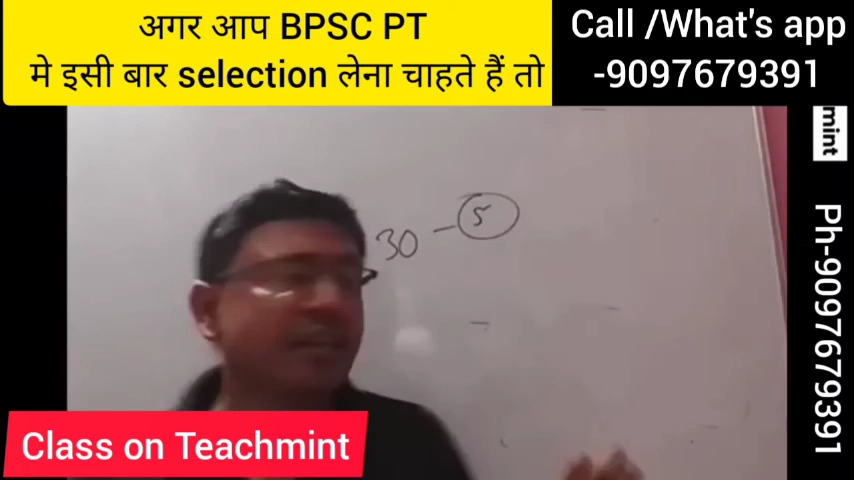 अगर आप BPSC PT
मे इसी बार selection लेना चाहते हैं तो
Call /What's app
-9097679391
mint
Ph-9097679391
30 - 5
Class on Teachmint